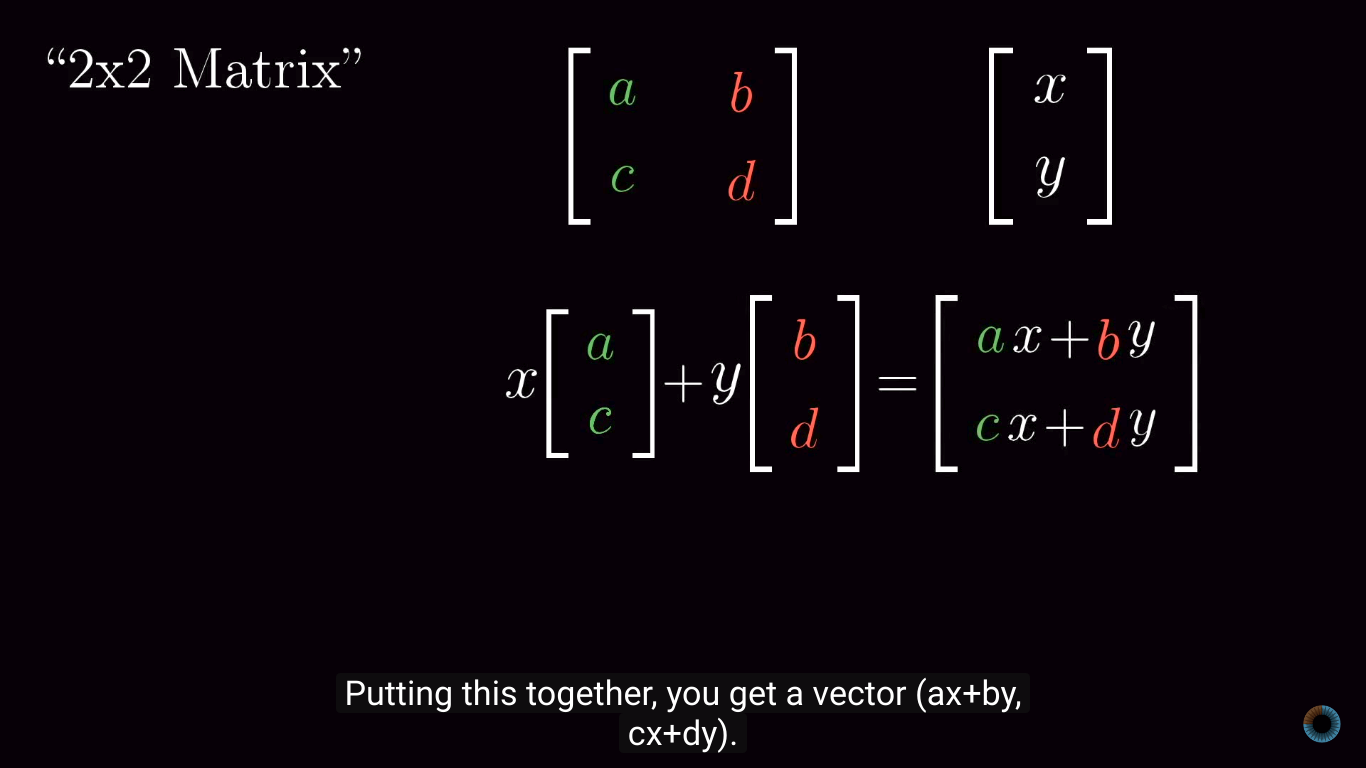 “2x2 Matrix”
a b x
c d y
x [a c] + y [b d] = [ax+by cx+dy]
Putting this together, you get a vector (ax+by,
cx+dy).